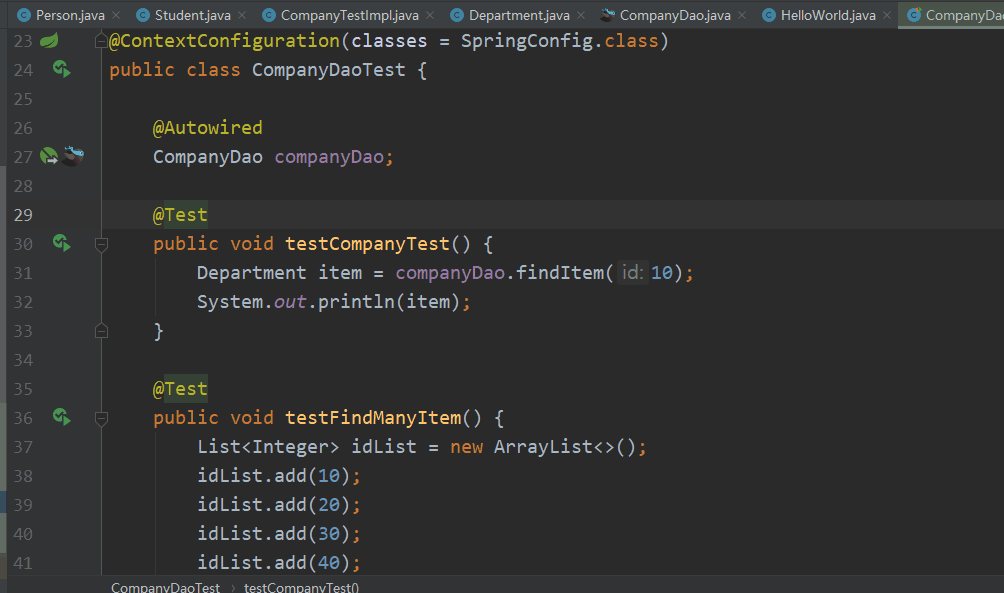 Person.java Student.java CompanyTestImpl.java Department.java CompanyDao.java HelloWorld.java CompanyDao
23 @ContextConfiguration(classes = SpringConfig.class)
24 public class CompanyDaoTest {
25
26 @Autowired
27 CompanyDao companyDao;
28
29 @Test
30 public void testCompanyTest() {
31 Department item = companyDao.findItem( id: 10);
32 System.out.println(item);
33 }
34
35 @Test
36 public void testFindManyItem() {
37 List<Integer> idList = new ArrayList<>();
38 idList.add(10);
39 idList.add(20);
40 idList.add(30);
41 idList.add(40);
CompanyDaoTest › testCompanyTest()